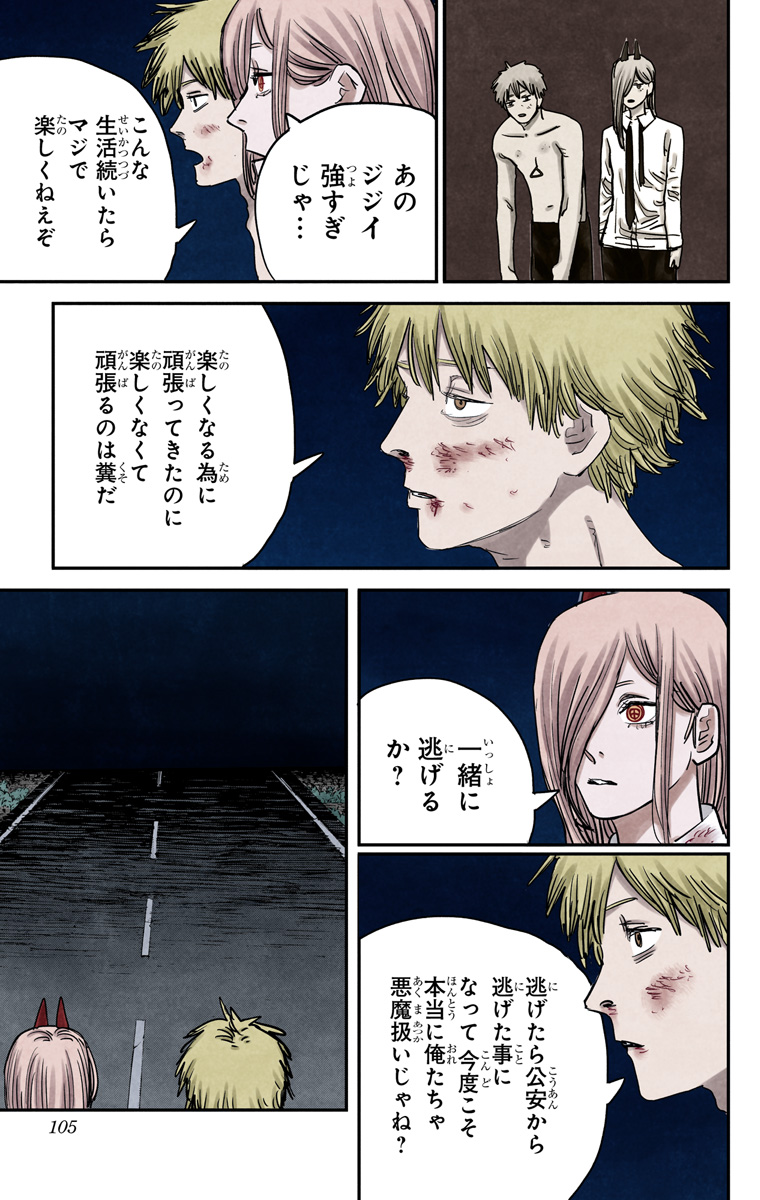 あの
ジジイ
強すぎ
じゃ…
こんな
生活続いたら
マジで
楽しくねえぞ
楽しくなる為に
頑張ってきたのに
楽しくなくて
頑張るのは糞だ
一緒に
逃げる
か？
逃げたら公安から
逃げた事に
なって今度こそ
本当に俺たちゃ
悪魔扱いじゃね？
105